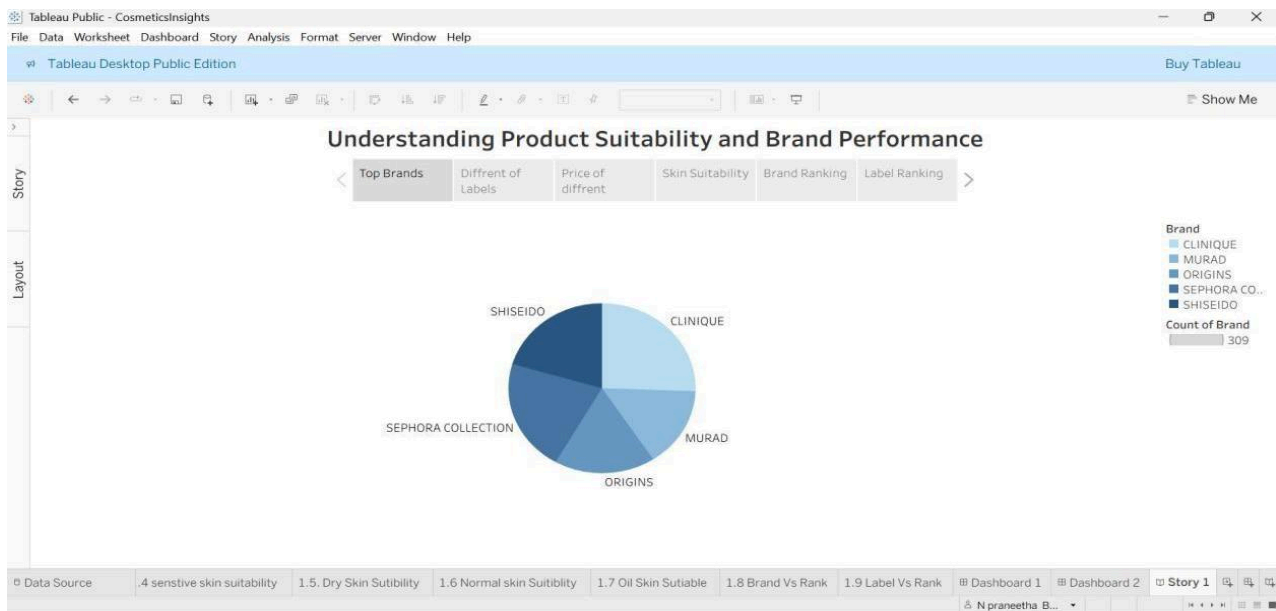 Tableau Public - CosmeticsInsights
File Data Worksheet Dashboard Story Analysis Format Server Window Help
Tableau Desktop Public Edition
Buy Tableau
Show Me
Story
Layout
Understanding Product Suitability and Brand Performance
Top Brands
Diffrent of
Labels
Price of
diffrent
Skin Suitability
Brand Ranking
Label Ranking
Brand
CLINIQUE
MURAD
ORIGINS
SEPHORA CO..
SHISEIDO
Count of Brand
309
SHISEIDO
CLINIQUE
SEPHORA COLLECTION
MURAD
ORIGINS
Data Source
.4 senstive skin suitability
1.5. Dry Skin Sutibility
1.6 Normal skin Suitiblity
1.7 Oil Skin Sutiable
1.8 Brand Vs Rank
1.9 Label Vs Rank
Dashboard 1
Dashboard 2
Story 1
N praneetha B...